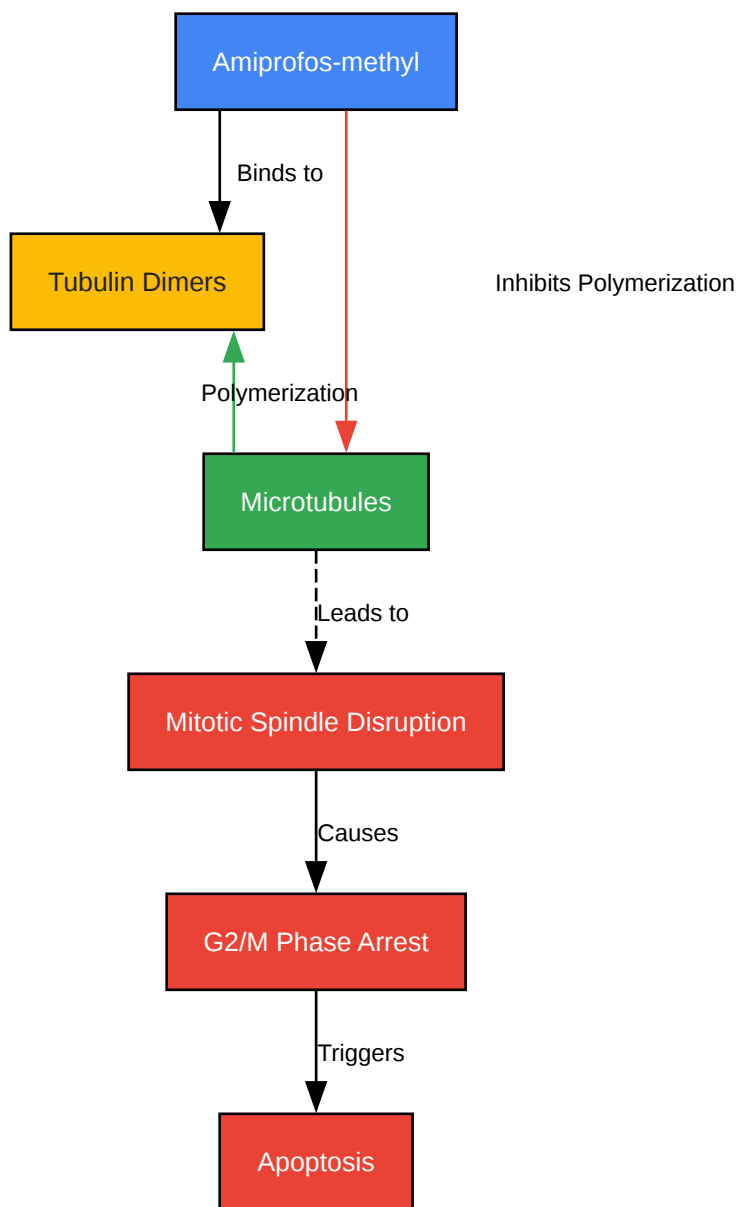 Amiprofos-methyl
Binds to
Tubulin Dimers
Inhibits Polymerization
Polymerization
Microtubules
Leads to
Mitotic Spindle Disruption
Causes
G2/M Phase Arrest
Triggers
Apoptosis